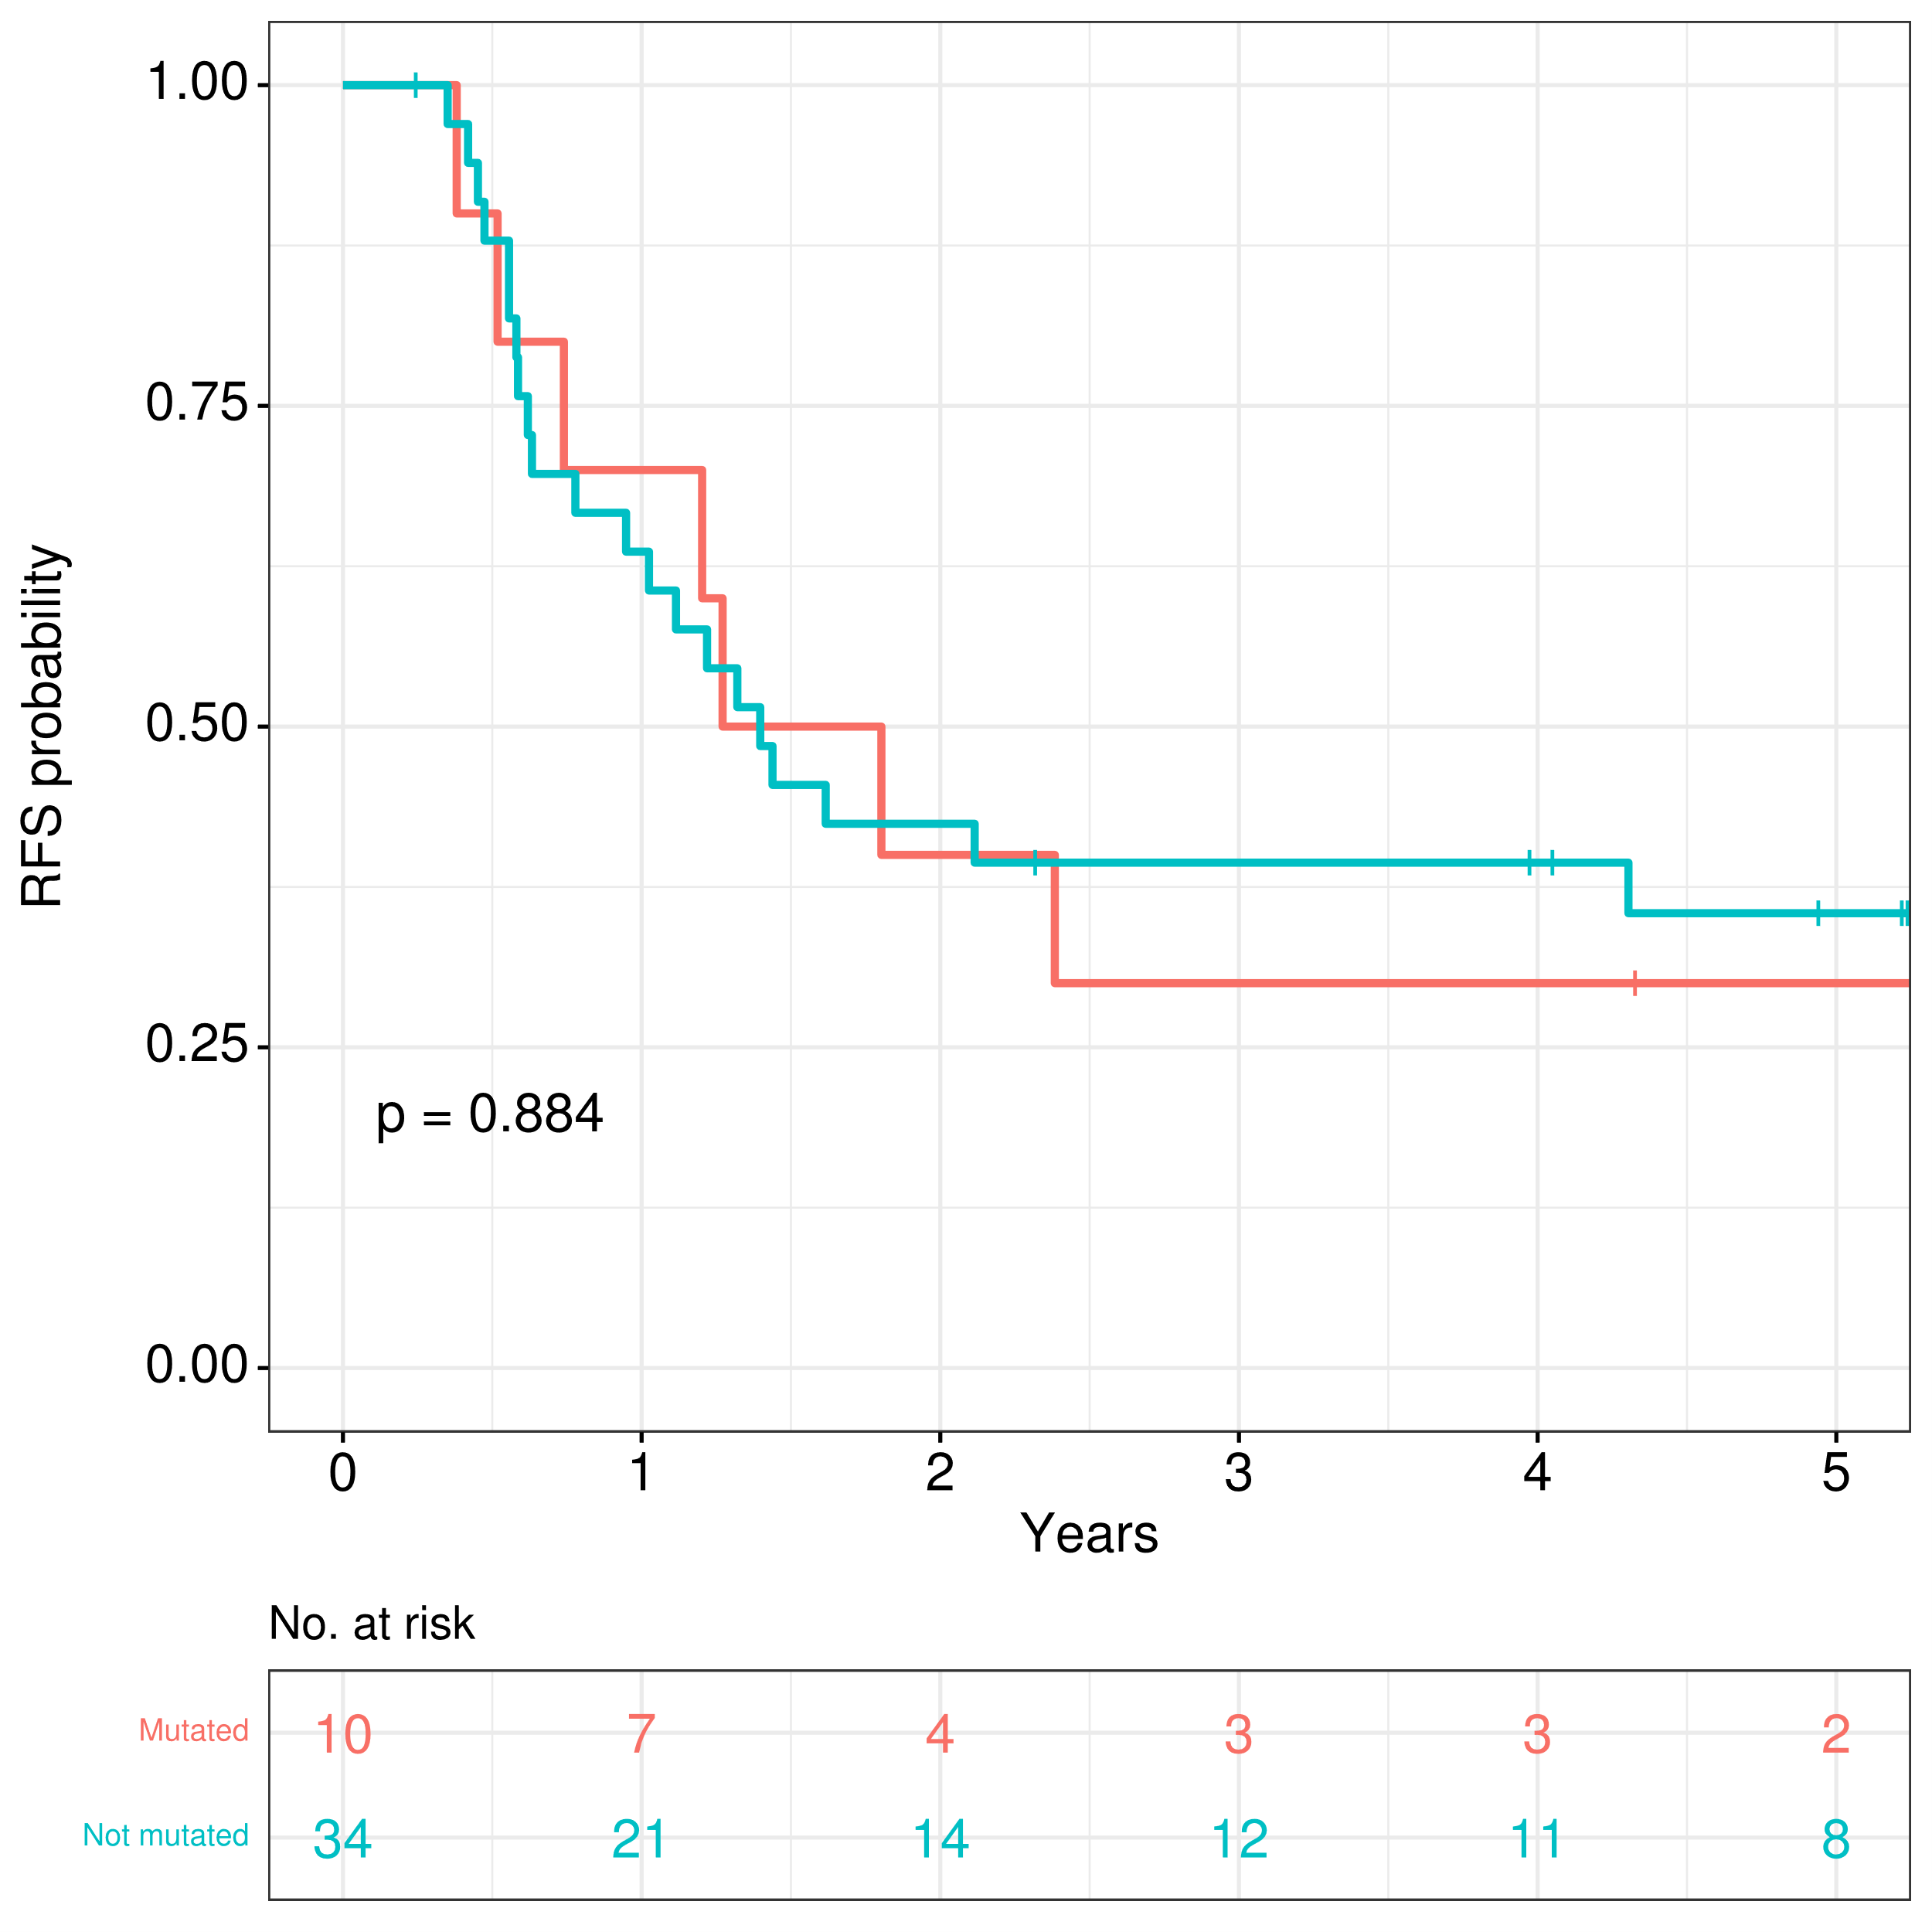 RFS probability
1.00
0.75
0.50
0.25
0.00
p = 0.884
0 1 2 3 4 5
Years
No. at risk
Mutated 10 7 4 3 3 2
Not mutated 34 21 14 12 11 8